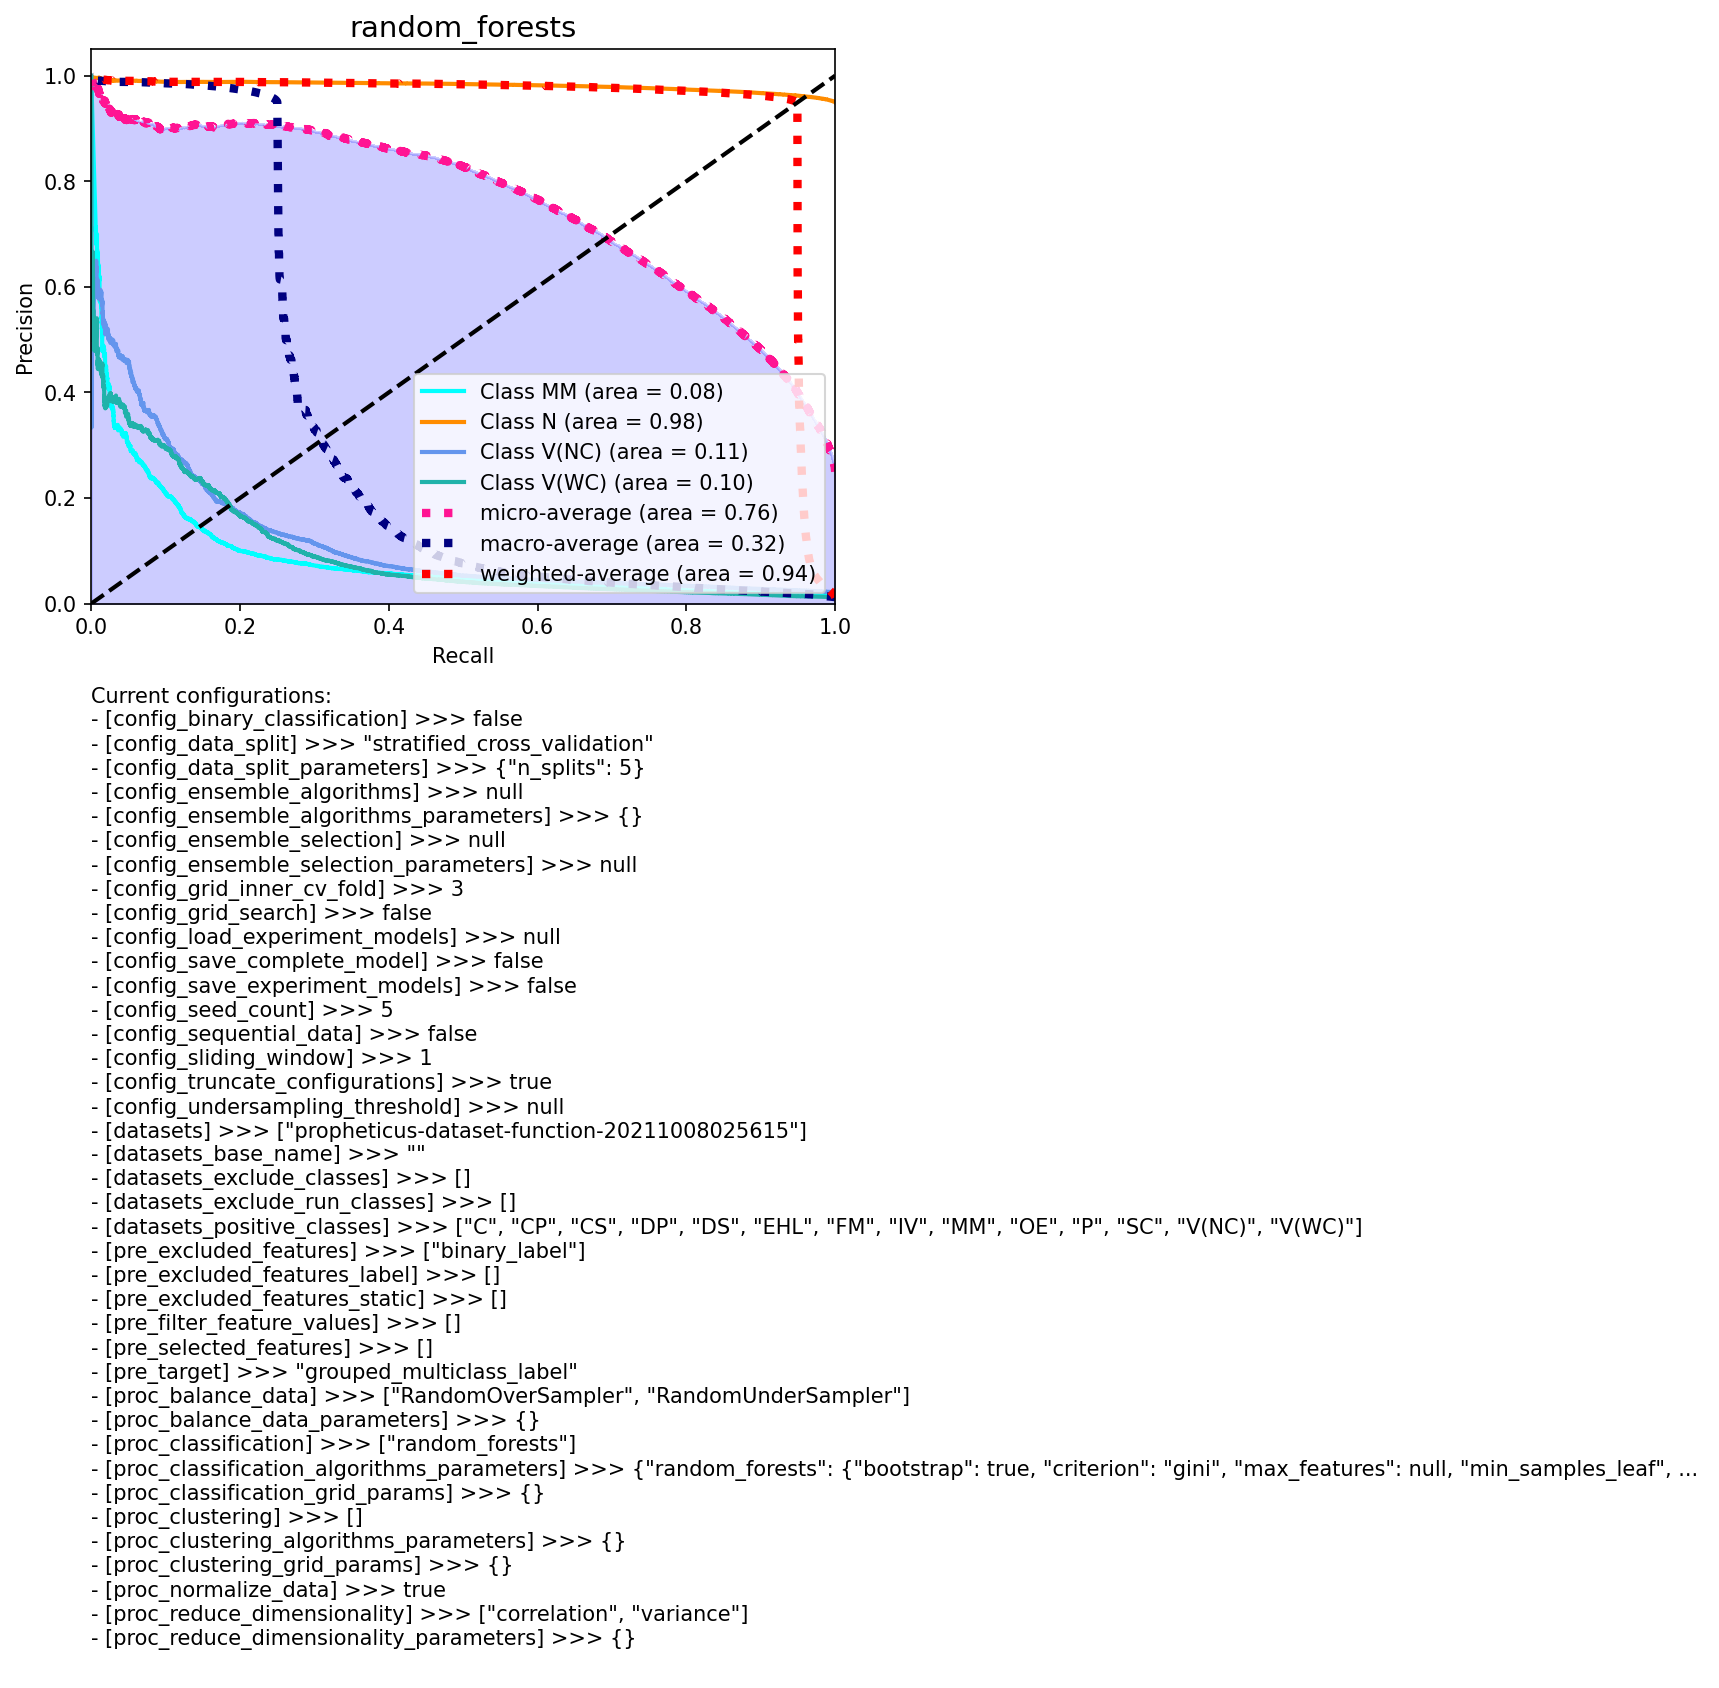 random_forests
1.0
0.8
0.6
0.4
0.2
0.0
Precision
Class MM (area = 0.08)
Class N (area = 0.98)
Class V(NC) (area = 0.11)
Class V(WC) (area = 0.10)
micro-average (area = 0.76)
macro-average (area = 0.32)
weighted-average (area = 0.94)
0.0 0.2 0.4 0.6 0.8 1.0
Recall
Current configurations:
- [config_binary_classification] >>> false
- [config_data_split] >>> "stratified_cross_validation"
- [config_data_split_parameters] >>> {"n_splits": 5}
- [config_ensemble_algorithms] >>> null
- [config_ensemble_algorithms_parameters] >>> {}
- [config_ensemble_selection] >>> null
- [config_ensemble_selection_parameters] >>> null
- [config_grid_inner_cv_fold] >>> 3
- [config_grid_search] >>> false
- [config_load_experiment_models] >>> null
- [config_save_complete_model] >>> false
- [config_save_experiment_models] >>> false
- [config_seed_count] >>> 5
- [config_sequential_data] >>> false
- [config_sliding_window] >>> 1
- [config_truncate_configurations] >>> true
- [config_undersampling_threshold] >>> null
- [datasets] >>> ["propheticus-dataset-function-20211008025615"]
- [datasets_base_name] >>> ""
- [datasets_exclude_classes] >>> []
- [datasets_exclude_run_classes] >>> []
- [datasets_positive_classes] >>> ["C", "CP", "CS", "DP", "DS", "EHL", "FM", "IV", "MM", "OE", "P", "SC", "V(NC)", "V(WC)"]
- [pre_excluded_features] >>> ["binary_label"]
- [pre_excluded_features_label] >>> []
- [pre_excluded_features_static] >>> []
- [pre_filter_feature_values] >>> []
- [pre_selected_features] >>> []
- [pre_target] >>> "grouped_multiclass_label"
- [proc_balance_data] >>> ["RandomOverSampler", "RandomUnderSampler"]
- [proc_balance_data_parameters] >>> {}
- [proc_classification] >>> ["random_forests"]
- [proc_classification_algorithms_parameters] >>> {"random_forests": {"bootstrap": true, "criterion": "gini", "max_features": null, "min_samples_leaf", ...
- [proc_classification_grid_params] >>> {}
- [proc_clustering] >>> []
- [proc_clustering_algorithms_parameters] >>> {}
- [proc_clustering_grid_params] >>> {}
- [proc_normalize_data] >>> true
- [proc_reduce_dimensionality] >>> ["correlation", "variance"]
- [proc_reduce_dimensionality_parameters] >>> {}